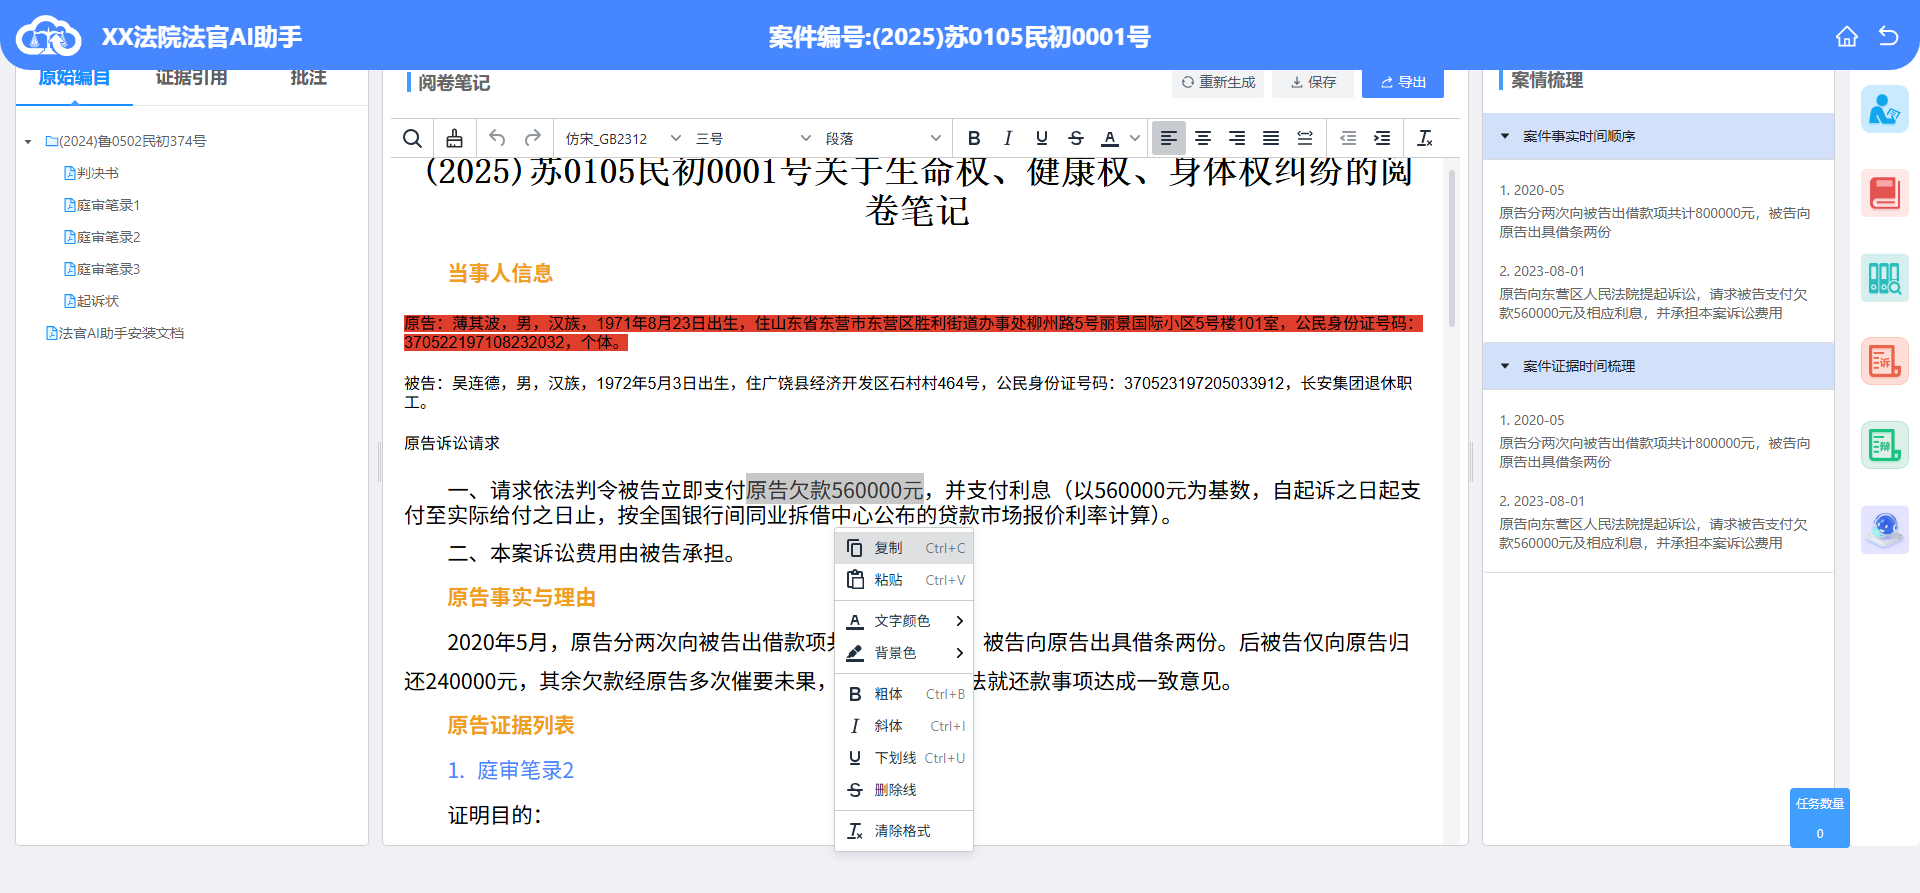 XX法院法官AI助手
案件编号:(2025)苏0105民初0001号
原始编目 证据引用 批注
(2024)鲁0502民初374号
判决书
庭审笔录1
庭审笔录2
庭审笔录3
起诉状
法官AI助手安装文档
阅卷笔记
重新生成 保存 导出
仿宋_GB2312 三号 段落
(2025)苏0105民初0001号关于生命权、健康权、身体权纠纷的阅
卷笔记
当事人信息
原告：薄其波，男，汉族，1971年8月23日出生，住山东省东营市东营区胜利街道办事处柳州路5号丽景国际小区5号楼101室，公民身份证号码：
370522197108232032，个体。
被告：吴连德，男，汉族，1972年5月3日出生，住广饶县经济开发区石村村464号，公民身份证号码：370523197205033912，长安集团退休职
工。
原告诉讼请求
一、请求依法判令被告立即支付原告欠款560000元，并支付利息（以560000元为基数，自起诉之日起支
付至实际给付之日止，按全国银行间同业拆借中心公布的贷款市场报价利率计算）。
二、本案诉讼费用由被告承担。
原告事实与理由
2020年5月，原告分两次向被告出借款项共 被告向原告出具借条两份。后被告仅向原告归
还240000元，其余欠款经原告多次催要未果， 法就还款事项达成一致意见。
原告证据列表
1. 庭审笔录2
证明目的：
复制 Ctrl+C
粘贴 Ctrl+V
文字颜色
背景色
粗体 Ctrl+B
斜体 Ctrl+I
下划线 Ctrl+U
删除线
清除格式
案情梳理
案件事实时间顺序
1. 2020-05
原告分两次向被告出借款项共计800000元，被告向
原告出具借条两份
2. 2023-08-01
原告向东营区人民法院提起诉讼，请求被告支付欠
款560000元及相应利息，并承担本案诉讼费用
案件证据时间梳理
1. 2020-05
原告分两次向被告出借款项共计800000元，被告向
原告出具借条两份
2. 2023-08-01
原告向东营区人民法院提起诉讼，请求被告支付欠
款560000元及相应利息，并承担本案诉讼费用
诉
辩
任务数量
0